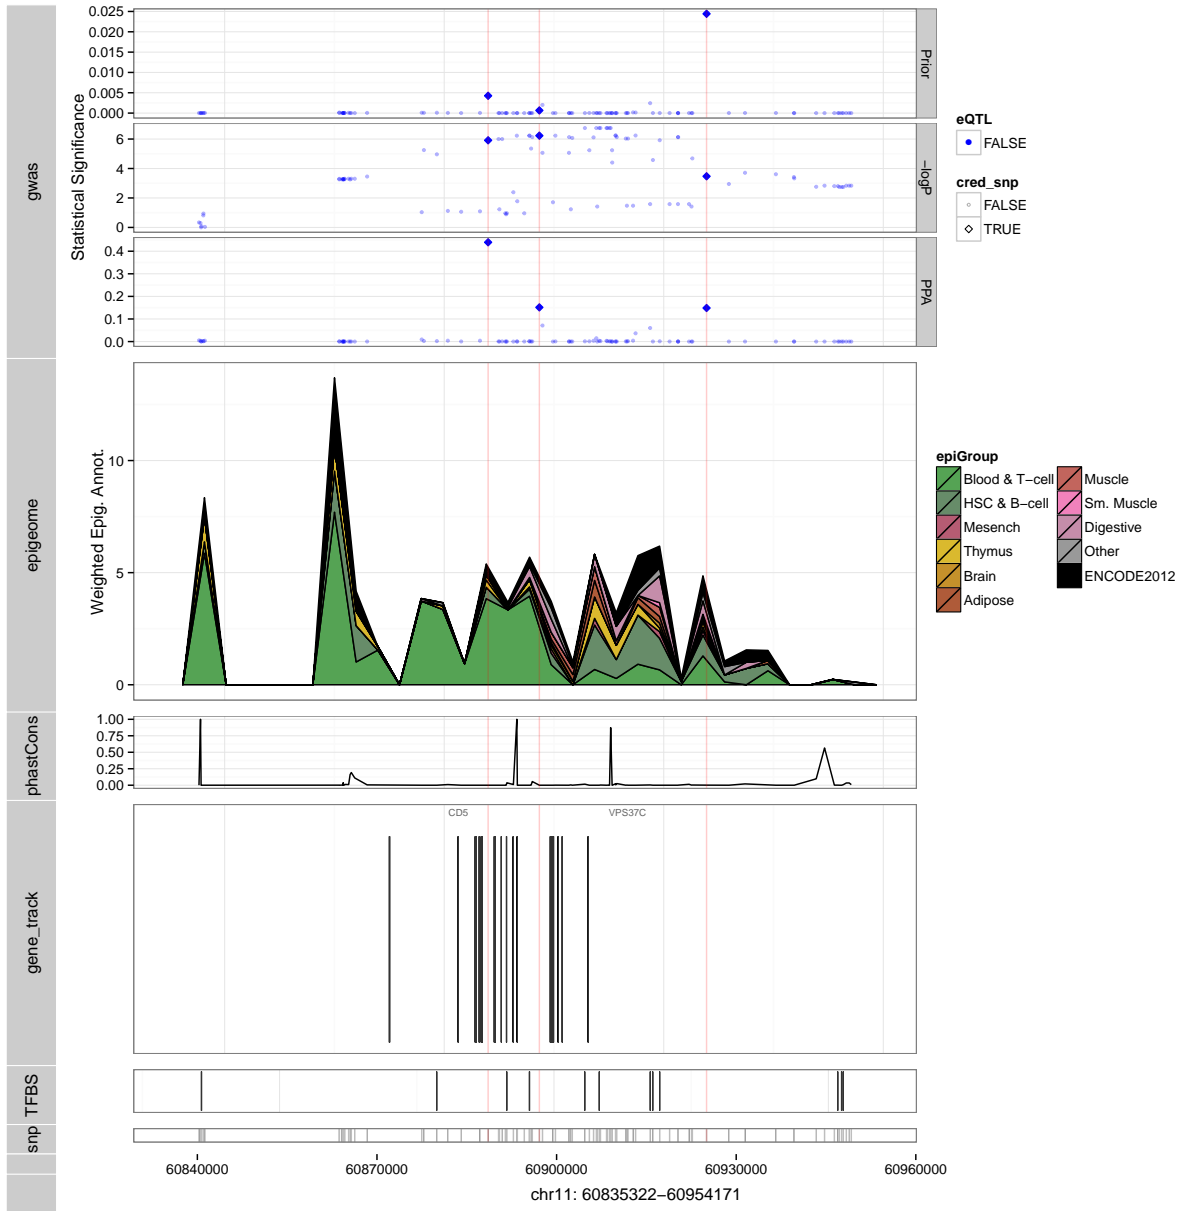 gwas
Statistical Significance
0.025
0.020
0.015
0.010
0.005
0.000
Prior
6
4
2
0
−logP
0.4
0.3
0.2
0.1
0.0
PPA
eQTL
FALSE
cred_snp
FALSE
TRUE
epigeome
Weighted Epig. Annot.
10
5
0
epiGroup
Blood & T−cell
HSC & B−cell
Mesench
Thymus
Brain
Adipose
Muscle
Sm. Muscle
Digestive
Other
ENCODE2012
phastCons
1.00
0.75
0.50
0.25
0.00
gene_track
CD5
VPS37C
TFBS
snp
60840000
60870000
60900000
60930000
60960000
chr11: 60835322−60954171